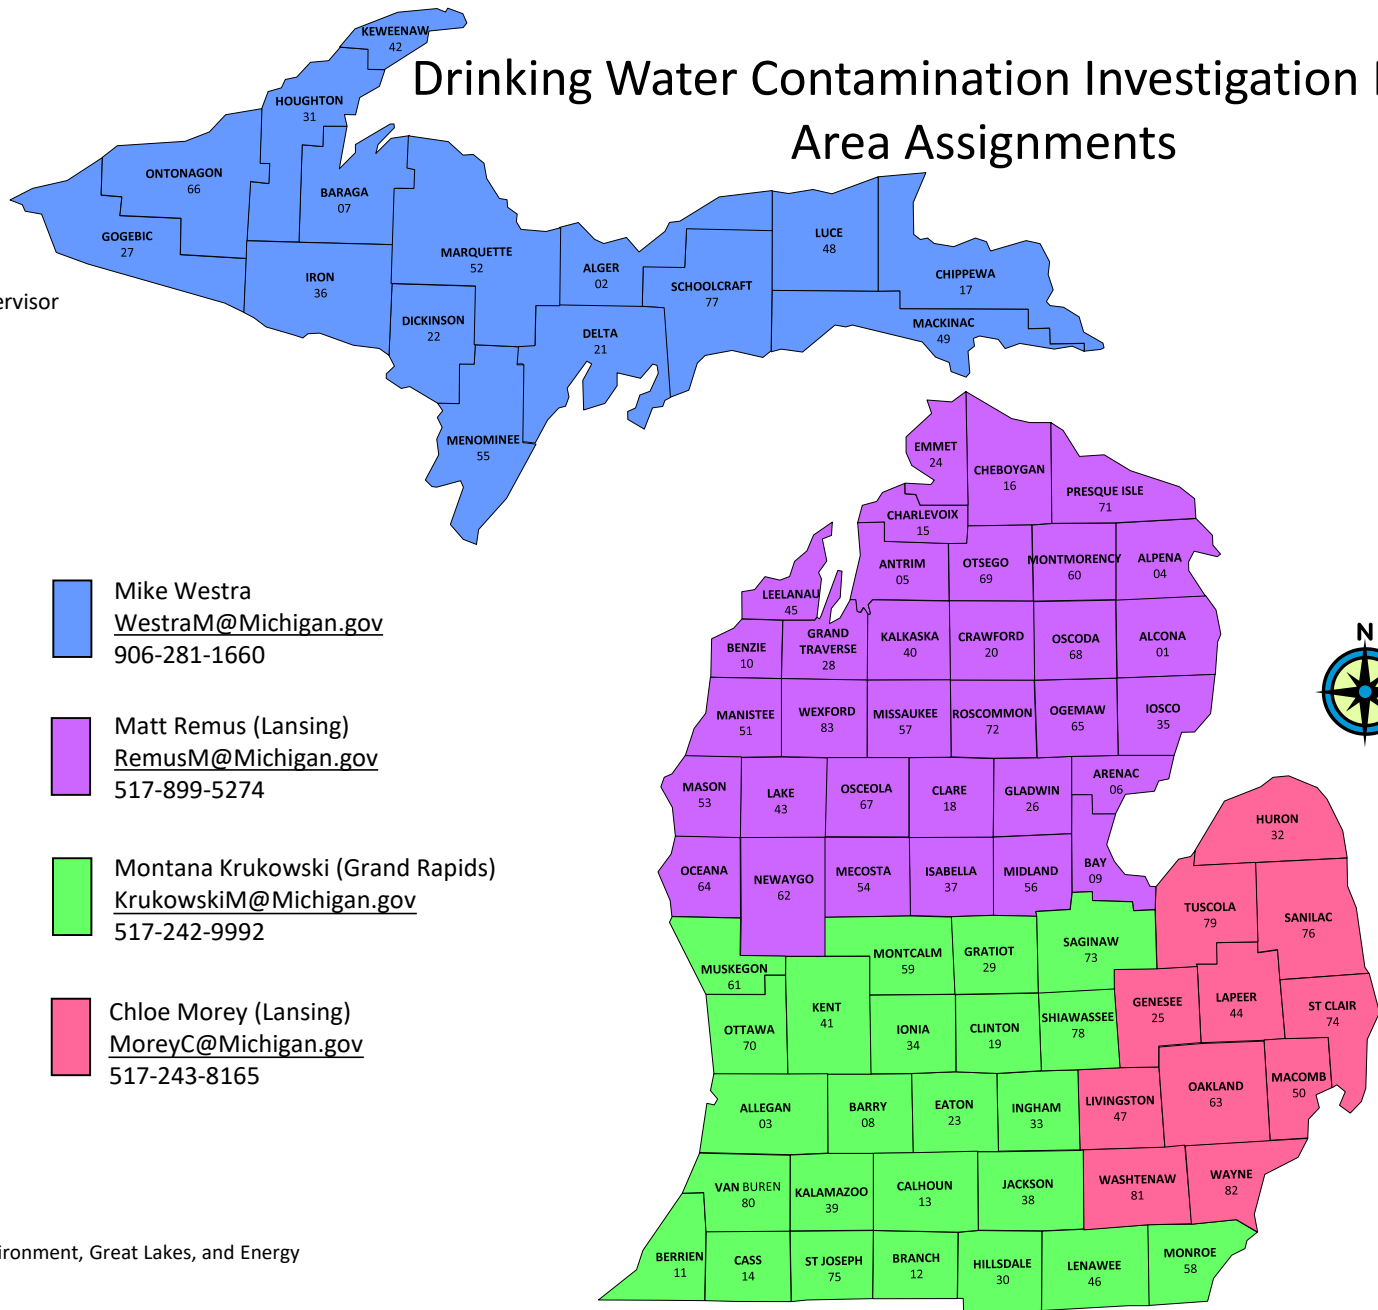 Drinking Water Contamination Investigation
Area Assignments
KEWEENAW
42
HOUGHTON
31
ONTONAGON
66
BARAGA
07
GOGEBIC
27
IRON
36
MARQUETTE
52
ALGER
02
LUCE
48
CHIPPEWA
17
SCHOOLCRAFT
77
DICKINSON
22
DELTA
21
MACKINAC
49
MENOMINEE
55
ervisor
EMMET
24
CHEBOYGAN
16
PRESQUE ISLE
71
CHARLEVOIX
15
ANTRIM
05
OTSEGO
69
MONTMORENCY
60
ALPENA
04
LEELANAU
45
BENZIE
10
GRAND
TRAVERSE
28
KALKASKA
40
CRAWFORD
20
OSCODA
68
ALCONA
01
MANISTEE
51
WEXFORD
83
MISSAUKEE
57
ROSCOMMON
72
OGEMAW
65
IOSCO
35
MASON
53
LAKE
43
OSCEOLA
67
CLARE
18
GLADWIN
26
ARENAC
06
OCEANA
64
NEWAYGO
62
MECOSTA
54
ISABELLA
37
MIDLAND
56
BAY
09
HURON
32
TUSCOLA
79
SANILAC
76
MUSKEGON
61
MONTCALM
59
GRATIOT
29
SAGINAW
73
OTTAWA
70
KENT
41
IONIA
34
CLINTON
19
SHIAWASSEE
78
GENESEE
25
LAPEER
44
ST CLAIR
74
ALLEGAN
03
BARRY
08
EATON
23
INGHAM
33
LIVINGSTON
47
OAKLAND
63
MACOMB
50
VAN BUREN
80
KALAMAZOO
39
CALHOUN
13
JACKSON
38
WASHTENAW
81
WAYNE
82
BERRIEN
11
CASS
14
ST JOSEPH
75
BRANCH
12
HILLSDALE
30
LENAWEE
46
MONROE
58
N
Mike Westra
WestraM@Michigan.gov
906-281-1660
Matt Remus (Lansing)
RemusM@Michigan.gov
517-899-5274
Montana Krukowski (Grand Rapids)
KrukowskiM@Michigan.gov
517-242-9992
Chloe Morey (Lansing)
MoreyC@Michigan.gov
517-243-8165
ironment, Great Lakes, and Energy